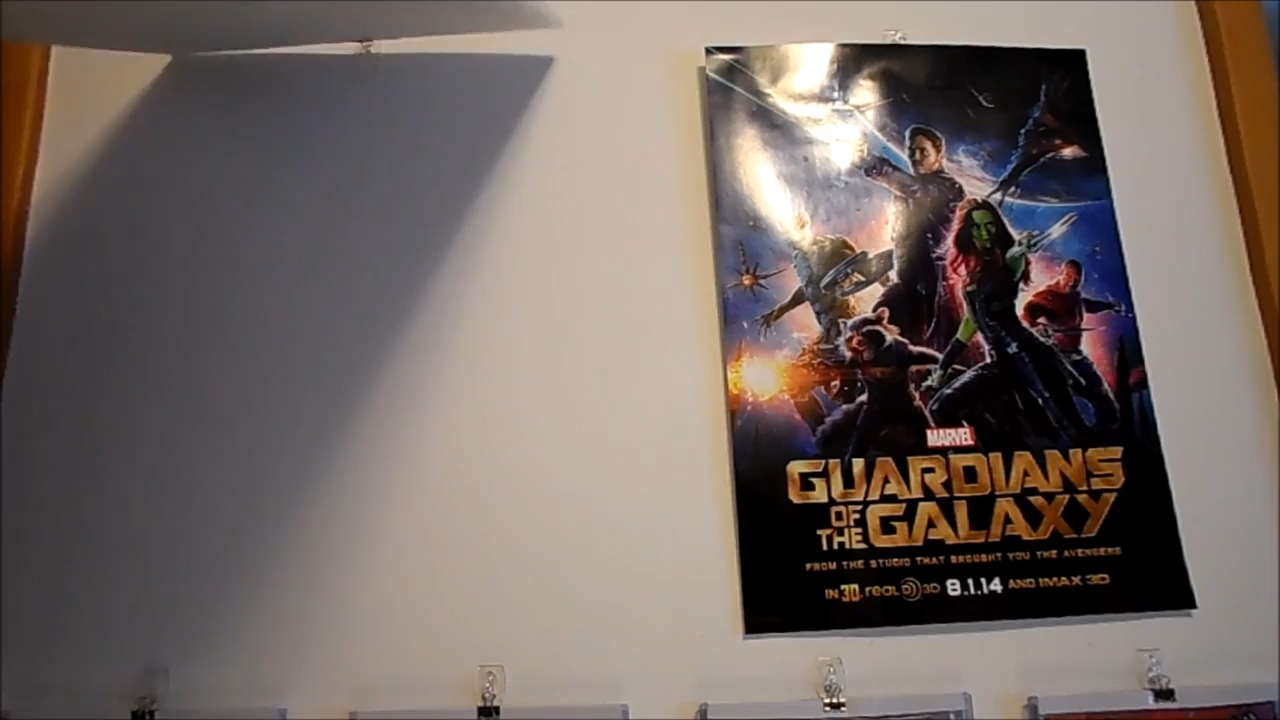 MARVEL
GUARDIANS
OF THE GALAXY
FROM THE STUDIO THAT BROUGHT YOU THE AVENGERS
IN 3D, REAL D 3D 8.1.14 AND IMAX 3D